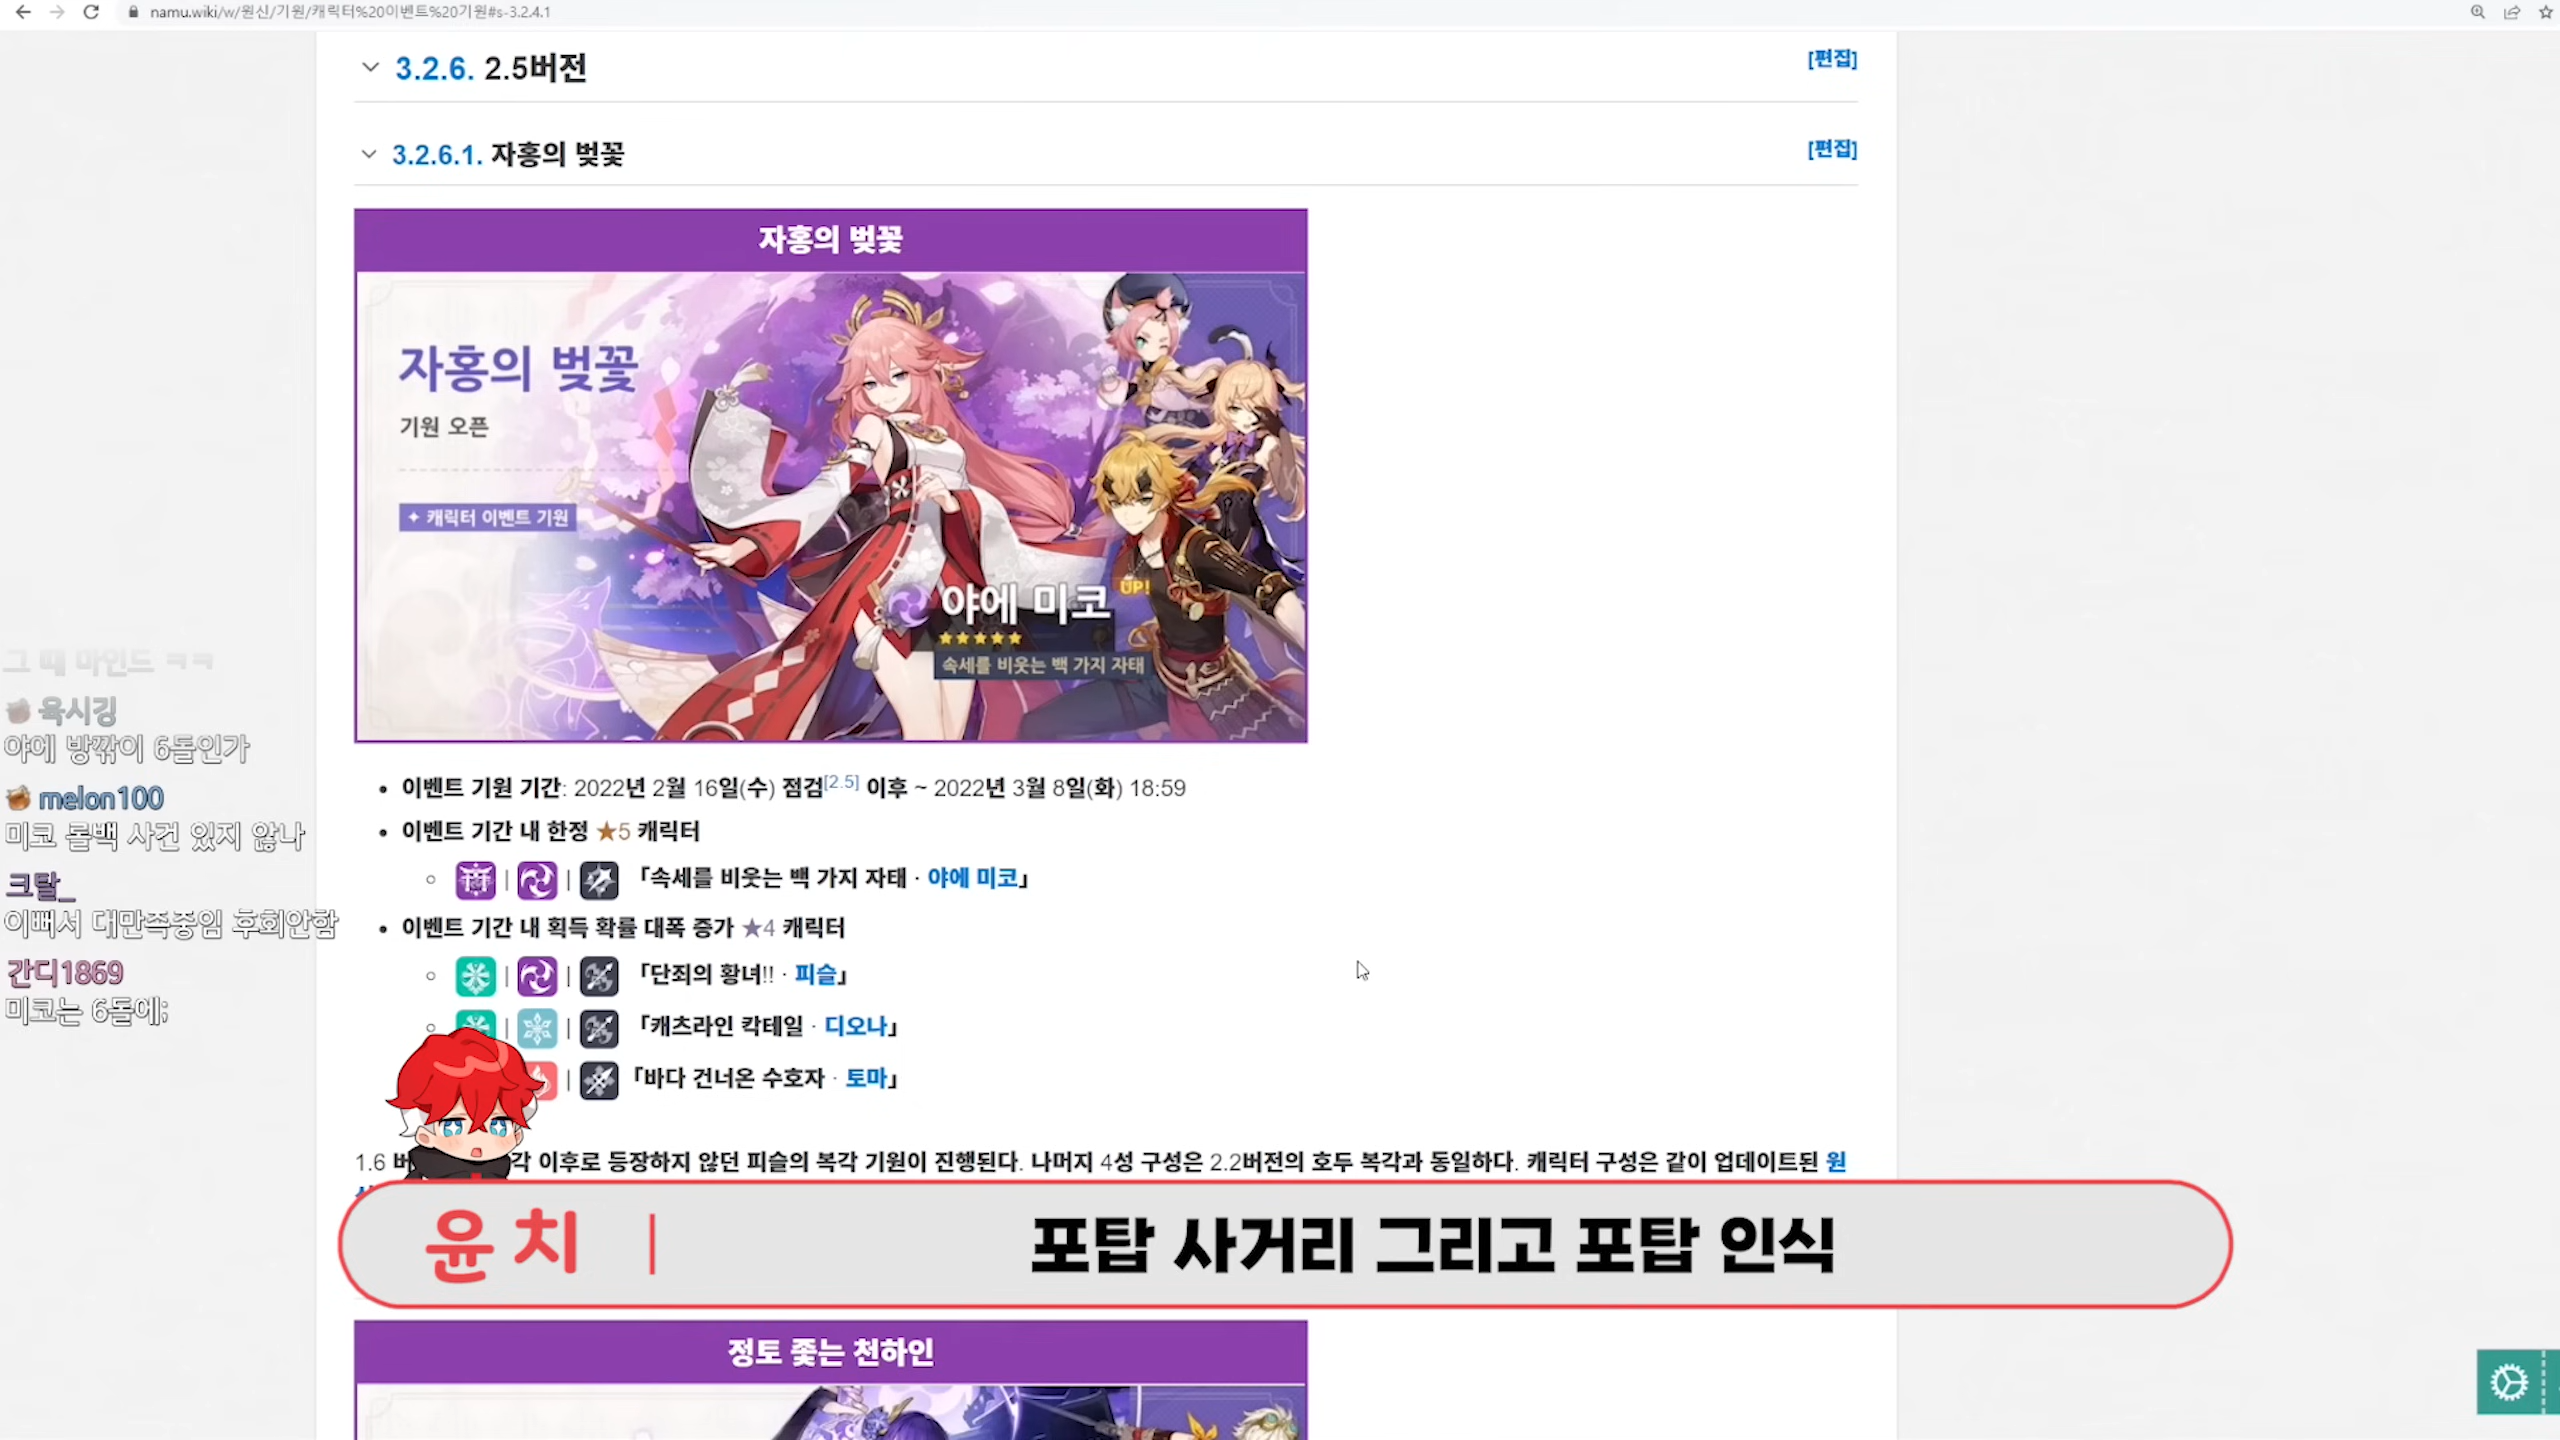 namu.wiki/w/원신/기원/캐릭터%20이벤트%20기원#s-3.2.4.1
3.2.6. 2.5버전
[편집]
3.2.6.1. 자홍의 벚꽃
[편집]
자홍의 벚꽃
자홍의 벚꽃
기원 오픈
✦ 캐릭터 이벤트 기원
야에 미코 UP!
★★★★★
속세를 비웃는 백 가지 자태
• 이벤트 기원 기간: 2022년 2월 16일(수) 점검[2.5] 이후 ~ 2022년 3월 8일(화) 18:59
• 이벤트 기간 내 한정 ★5 캐릭터
「속세를 비웃는 백 가지 자태 · 야에 미코」
• 이벤트 기간 내 획득 확률 대폭 증가 ★4 캐릭터
「단죄의 황녀!! · 피슬」
「캐츠라인 칵테일 · 디오나」
「바다 건너온 수호자 · 토마」
1.6 버 각 이후로 등장하지 않던 피슬의 복각 기원이 진행된다. 나머지 4성 구성은 2.2버전의 호두 복각과 동일하다. 캐릭터 구성은 같이 업데이트된 원
그 때 마인드 ㅋㅋ
육시깅
야에 방깎이 6돌인가
melon100
미코 롤백 사건 있지 않나
크탈_
이뻐서 대만족중임 후회안함
간디1869
미코는 6돌에;
윤치 | 포탑 사거리 그리고 포탑 인식
정토 좇는 천하인